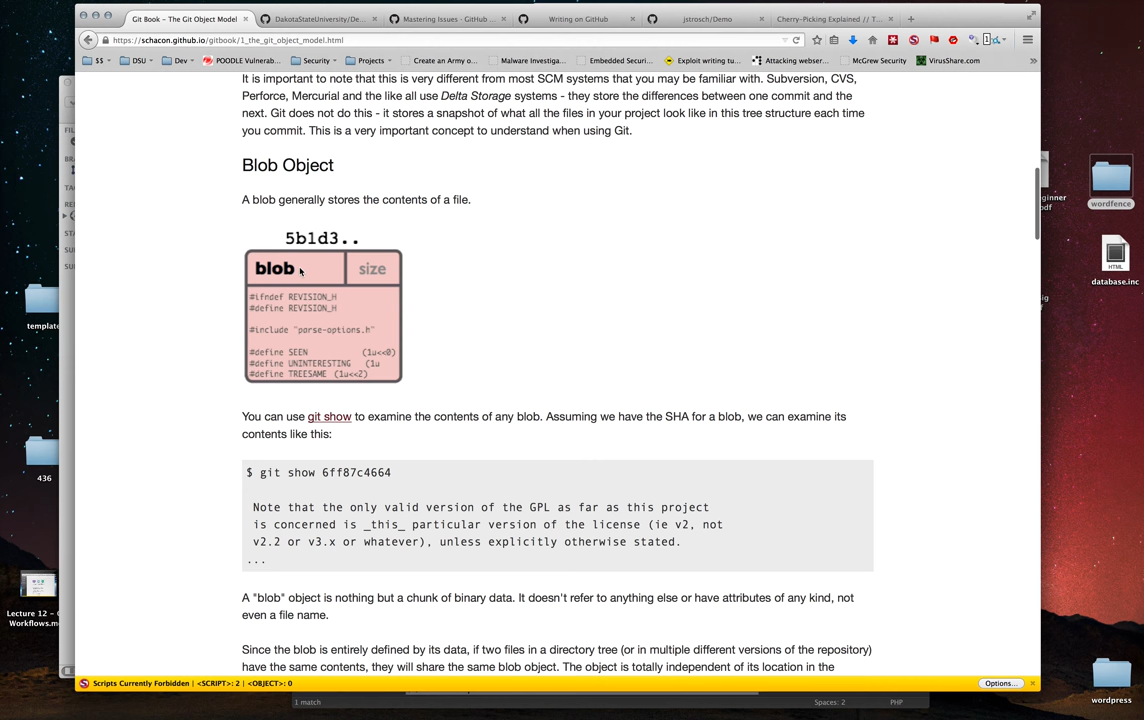 Git Book - The Git Object Model
DakotaStateUniversity/De...
Mastering Issues - GitHub ...
Writing on GitHub
jstrosch/Demo
Cherry-Picking Explained // T...
https://schacon.github.io/gitbook/1_the_git_object_model.html
$$
DSU
Dev
POODLE Vulnerab...
Security
Projects
Create an Army o...
Malware Investiga...
Embedded Securi...
Exploit writing tu...
Attacking webser...
McGrew Security
VirusShare.com
It is important to note that this is very different from most SCM systems that you may be familiar with. Subversion, CVS,
Perforce, Mercurial and the like all use Delta Storage systems - they store the differences between one commit and the
next. Git does not do this - it stores a snapshot of what all the files in your project look like in this tree structure each time
you commit. This is a very important concept to understand when using Git.
Blob Object
A blob generally stores the contents of a file.
5b1d3..
blob
size
#ifndef REVISION_H
#define REVISION_H
#include "parse-options.h"
#define SEEN (1u<<0)
#define UNINTERESTING (1u
#define TREESAME (1u<<2)
You can use git show to examine the contents of any blob. Assuming we have the SHA for a blob, we can examine its
contents like this:
$ git show 6ff87c4664
Note that the only valid version of the GPL as far as this project
is concerned is _this_ particular version of the license (ie v2, not
v2.2 or v3.x or whatever), unless explicitly otherwise stated.
...
A "blob" object is nothing but a chunk of binary data. It doesn't refer to anything else or have attributes of any kind, not
even a file name.
Since the blob is entirely defined by its data, if two files in a directory tree (or in multiple different versions of the repository)
have the same contents, they will share the same blob object. The object is totally independent of its location in the
Scripts Currently Forbidden | <SCRIPT>: 2 | <OBJECT>: 0
Options...
1 match
Spaces: 2
PHP
FIL
BRA
TAG
REM
STA
SUB
templat
436
Lecture 12 - G
Workflows.m
wordfence
HTML
database.inc
wordpress